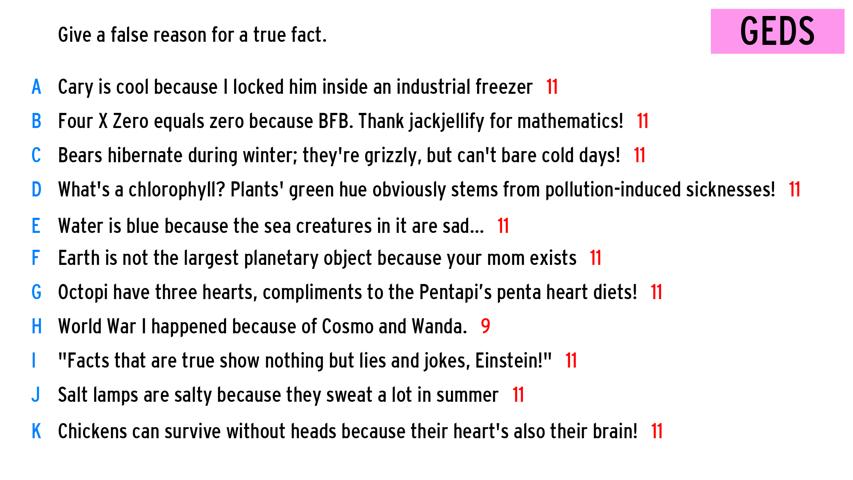 Give a false reason for a true fact.
GEDS
A Cary is cool because I locked him inside an industrial freezer 11
B Four X Zero equals zero because BFB. Thank jackjellify for mathematics! 11
C Bears hibernate during winter; they're grizzly, but can't bare cold days! 11
D What's a chlorophyll? Plants' green hue obviously stems from pollution-induced sicknesses! 11
E Water is blue because the sea creatures in it are sad... 11
F Earth is not the largest planetary object because your mom exists 11
G Octopi have three hearts, compliments to the Pentapi’s penta heart diets! 11
H World War I happened because of Cosmo and Wanda. 9
I "Facts that are true show nothing but lies and jokes, Einstein!" 11
J Salt lamps are salty because they sweat a lot in summer 11
K Chickens can survive without heads because their heart's also their brain! 11